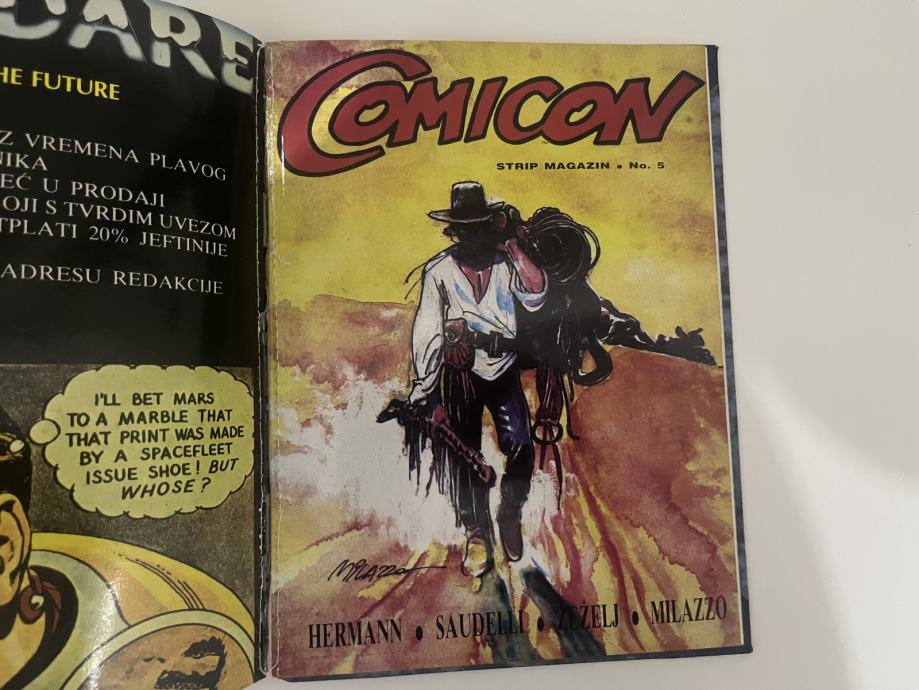 DARE
HE FUTURE
Z VREMENA PLAVOG
NIKA
EĆ U PRODAJI
OJI S TVRDIM UVEZOM
TPLATI 20% JEFTINIJE
ADRESU REDAKCIJE
I'LL BET MARS
TO A MARBLE THAT
THAT PRINT WAS MADE
BY A SPACEFLEET
ISSUE SHOE! BUT
WHOSE?
COMICON
STRIP MAGAZIN • No. 5
MILAZZO
HERMANN • SAUDELLI • ZEŽELJ • MILAZZO